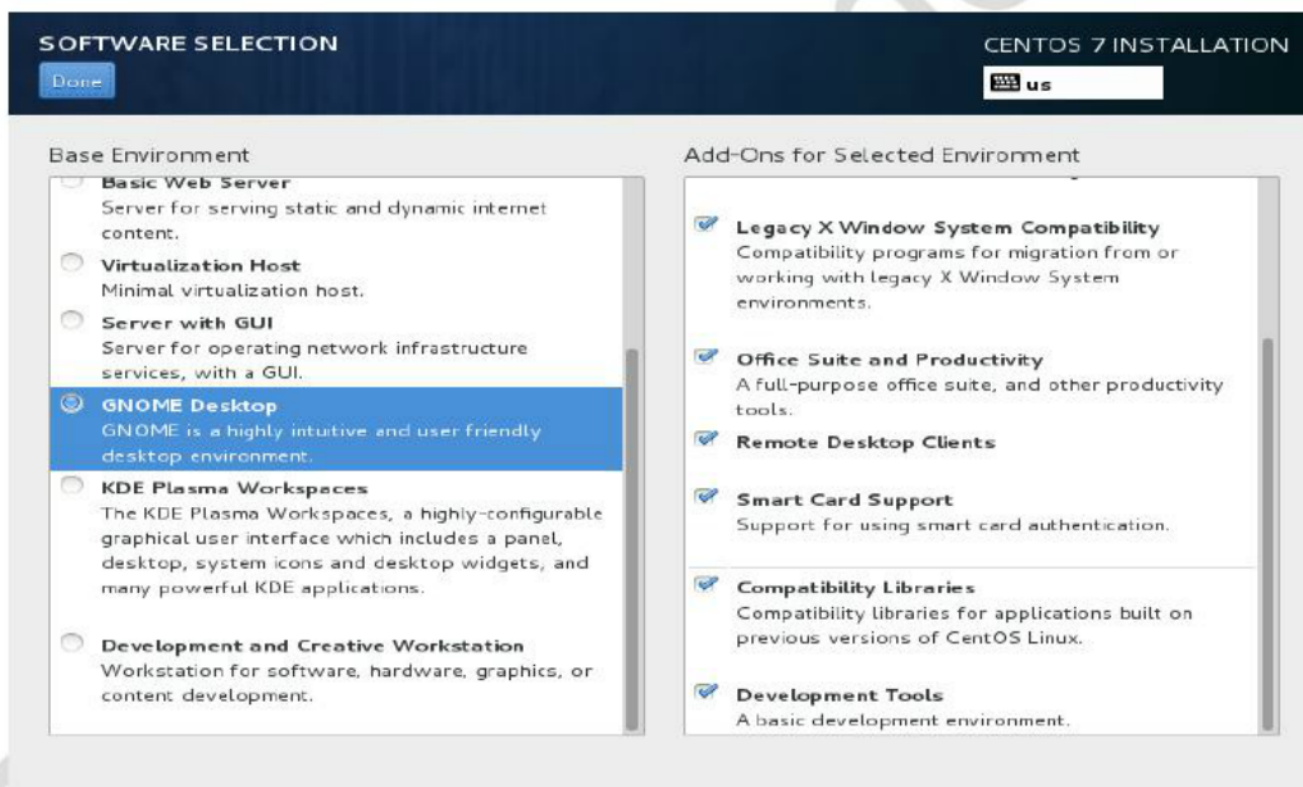 SOFTWARE SELECTION
Done
CENTOS 7 INSTALLATION
us
Base Environment
Basic Web Server
Server for serving static and dynamic internet
content.
Virtualization Host
Minimal virtualization host.
Server with GUI
Server for operating network infrastructure
services, with a GUI.
GNOME Desktop
GNOME is a highly intuitive and user friendly
desktop environment.
KDE Plasma Workspaces
The KDE Plasma Workspaces, a highly-configurable
graphical user interface which includes a panel,
desktop, system icons and desktop widgets, and
many powerful KDE applications.
Development and Creative Workstation
Workstation for software, hardware, graphics, or
content development.
Add-Ons for Selected Environment
Legacy X Window System Compatibility
Compatibility programs for migration from or
working with legacy X Window System
environments.
Office Suite and Productivity
A full-purpose office suite, and other productivity
tools.
Remote Desktop Clients
Smart Card Support
Support for using smart card authentication.
Compatibility Libraries
Compatibility libraries for applications built on
previous versions of CentOS Linux.
Development Tools
A basic development environment.